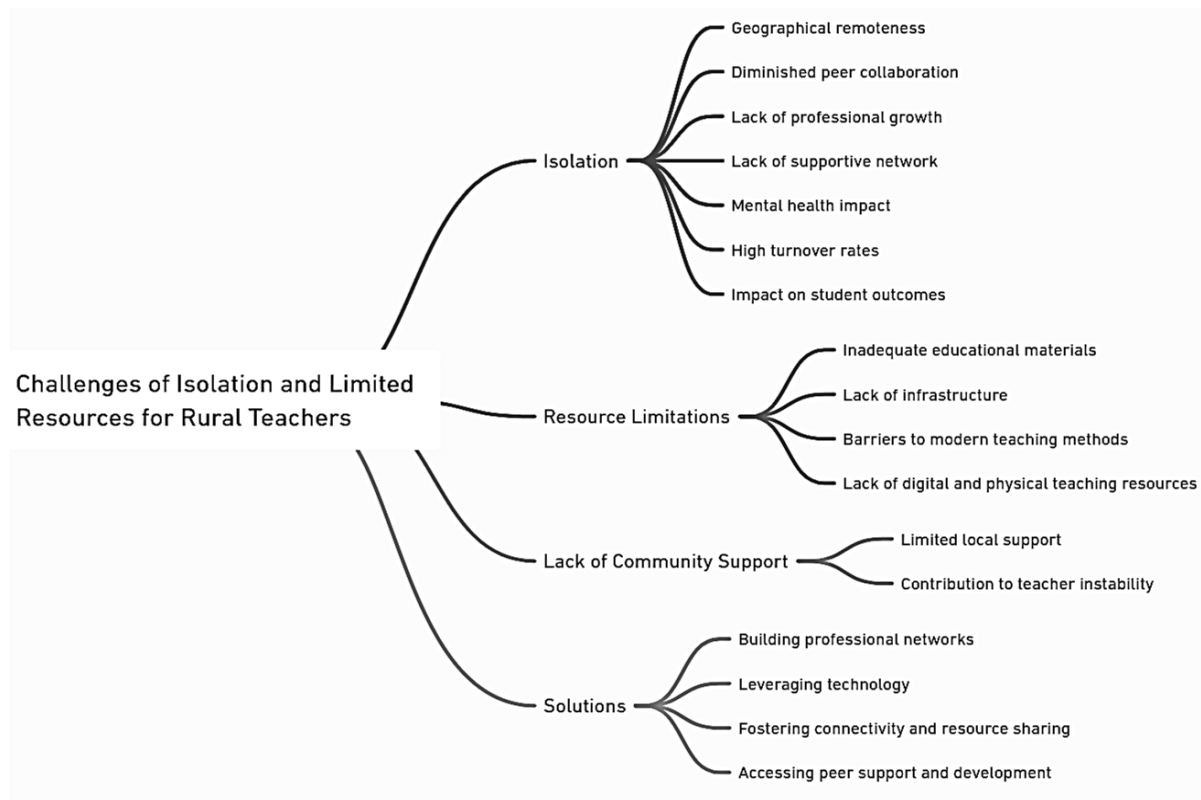 Challenges of Isolation and Limited
Resources for Rural Teachers
Isolation
Geographical remoteness
Diminished peer collaboration
Lack of professional growth
Lack of supportive network
Mental health impact
High turnover rates
Impact on student outcomes
Resource Limitations
Inadequate educational materials
Lack of infrastructure
Barriers to modern teaching methods
Lack of digital and physical teaching resources
Lack of Community Support
Limited local support
Contribution to teacher instability
Solutions
Building professional networks
Leveraging technology
Fostering connectivity and resource sharing
Accessing peer support and development